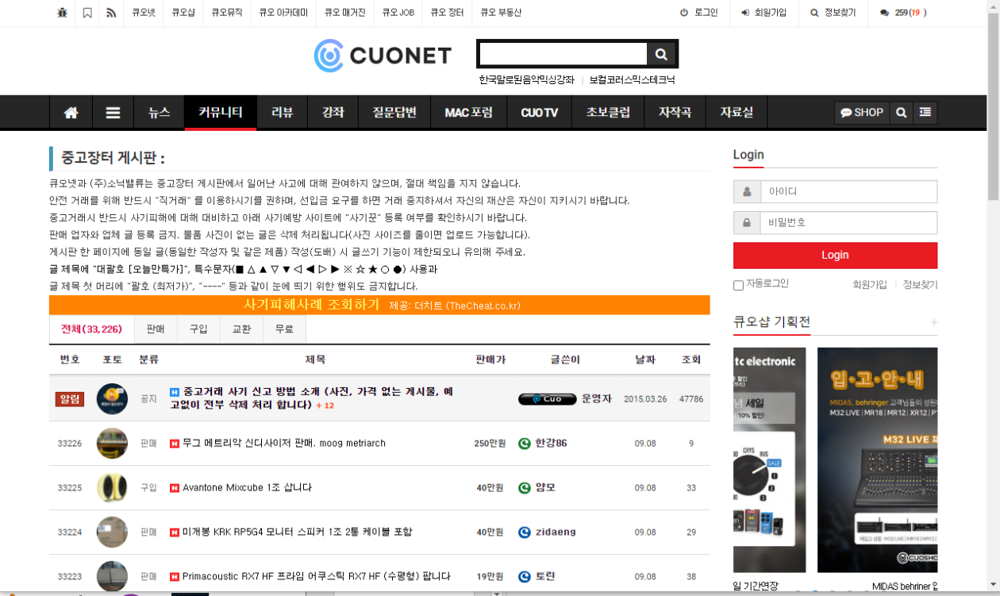 큐오넷 큐오샵 큐오뮤직 큐오 아카데미 큐오 매거진 큐오 JOB 큐오 장터 큐오 부동산 로그인 회원가입 정보찾기 259(19 )
CUONET
한국말로된음악믹싱강좌 | 보컬코러스믹스테크닉
뉴스 커뮤니티 리뷰 강좌 질문답변 MAC 포럼 CUO TV 초보클럽 자작곡 자료실 SHOP
중고장터 게시판 :
큐오넷과 (주)소닉밸류는 중고장터 게시판에서 일어난 사고에 대해 관여하지 않으며, 절대 책임을 지지 않습니다.
안전 거래를 위해 반드시 "직거래" 를 이용하시기를 권하며, 선입금 요구를 하면 거래 중지하셔서 자신의 재산은 자신이 지키시기 바랍니다.
중고거래시 반드시 사기피해에 대해 대비하고 아래 사기예방 사이트에 "사기꾼" 등록 여부를 확인하시기 바랍니다.
판매 업자와 업체 글 등록 금지. 물품 사진이 없는 글은 삭제 처리됩니다(사진 사이즈를 줄이면 업로드 가능합니다).
게시판 한 페이지에 동일 글(동일한 작성자 및 같은 제품) 작성(도배) 시 글쓰기 기능이 제한되오니 유의해 주세요.
글 제목에 "대괄호 [오늘만특가]", 특수문자(■ △ ▲ ▽ ▼ ◁ ◀ ▷ ▶ ※ ☆ ★ ○ ●) 사용과
글 제목 첫 머리에 "괄호 (최저가)", "----" 등과 같이 눈에 띄기 위한 행위도 금지합니다.
사기피해사례 조회하기 제공: 더치트 (TheCheat.co.kr)
전체(33,226) 판매 구입 교환 무료
번호 포토 분류 제목 판매가 글쓴이 날짜 조회
알림 공지 H 중고거래 사기 신고 방법 소개 (사진, 가격 없는 게시물, 예
고없이 전부 삭제 처리 합니다) + 12 Cuo 운영자 2015.03.26 47786
33226 판매 N 무그 메트리악 신디사이저 판매. moog metriarch 250만원 한강86 09.08 9
33225 구입 N Avantone Mixcube 1조 삽니다 40만원 얌모 09.08 33
33224 판매 N 미개봉 KRK RP5G4 모니터 스피커 1조 2통 케이블 포함 40만원 zidaeng 09.08 29
33223 판매 N Primacoustic RX7 HF 프라임 어쿠스틱 RX7 HF (수평형) 팝니다 19만원 토린 09.08 38
Login
아이디
비밀번호
Login
자동로그인 회원가입 | 정보찾기
큐오샵 기획전 +
tc electronic
세일
10% 할인!
CRYS RVS
SALE
일 기간연장
입·고·안·내
MIDAS, behringer 고객님들의 성원
M32 LIVE | MR18 | MR12 | XR12 | P
M32 LIVE 재
CUOSHO
MIDAS behriner 입